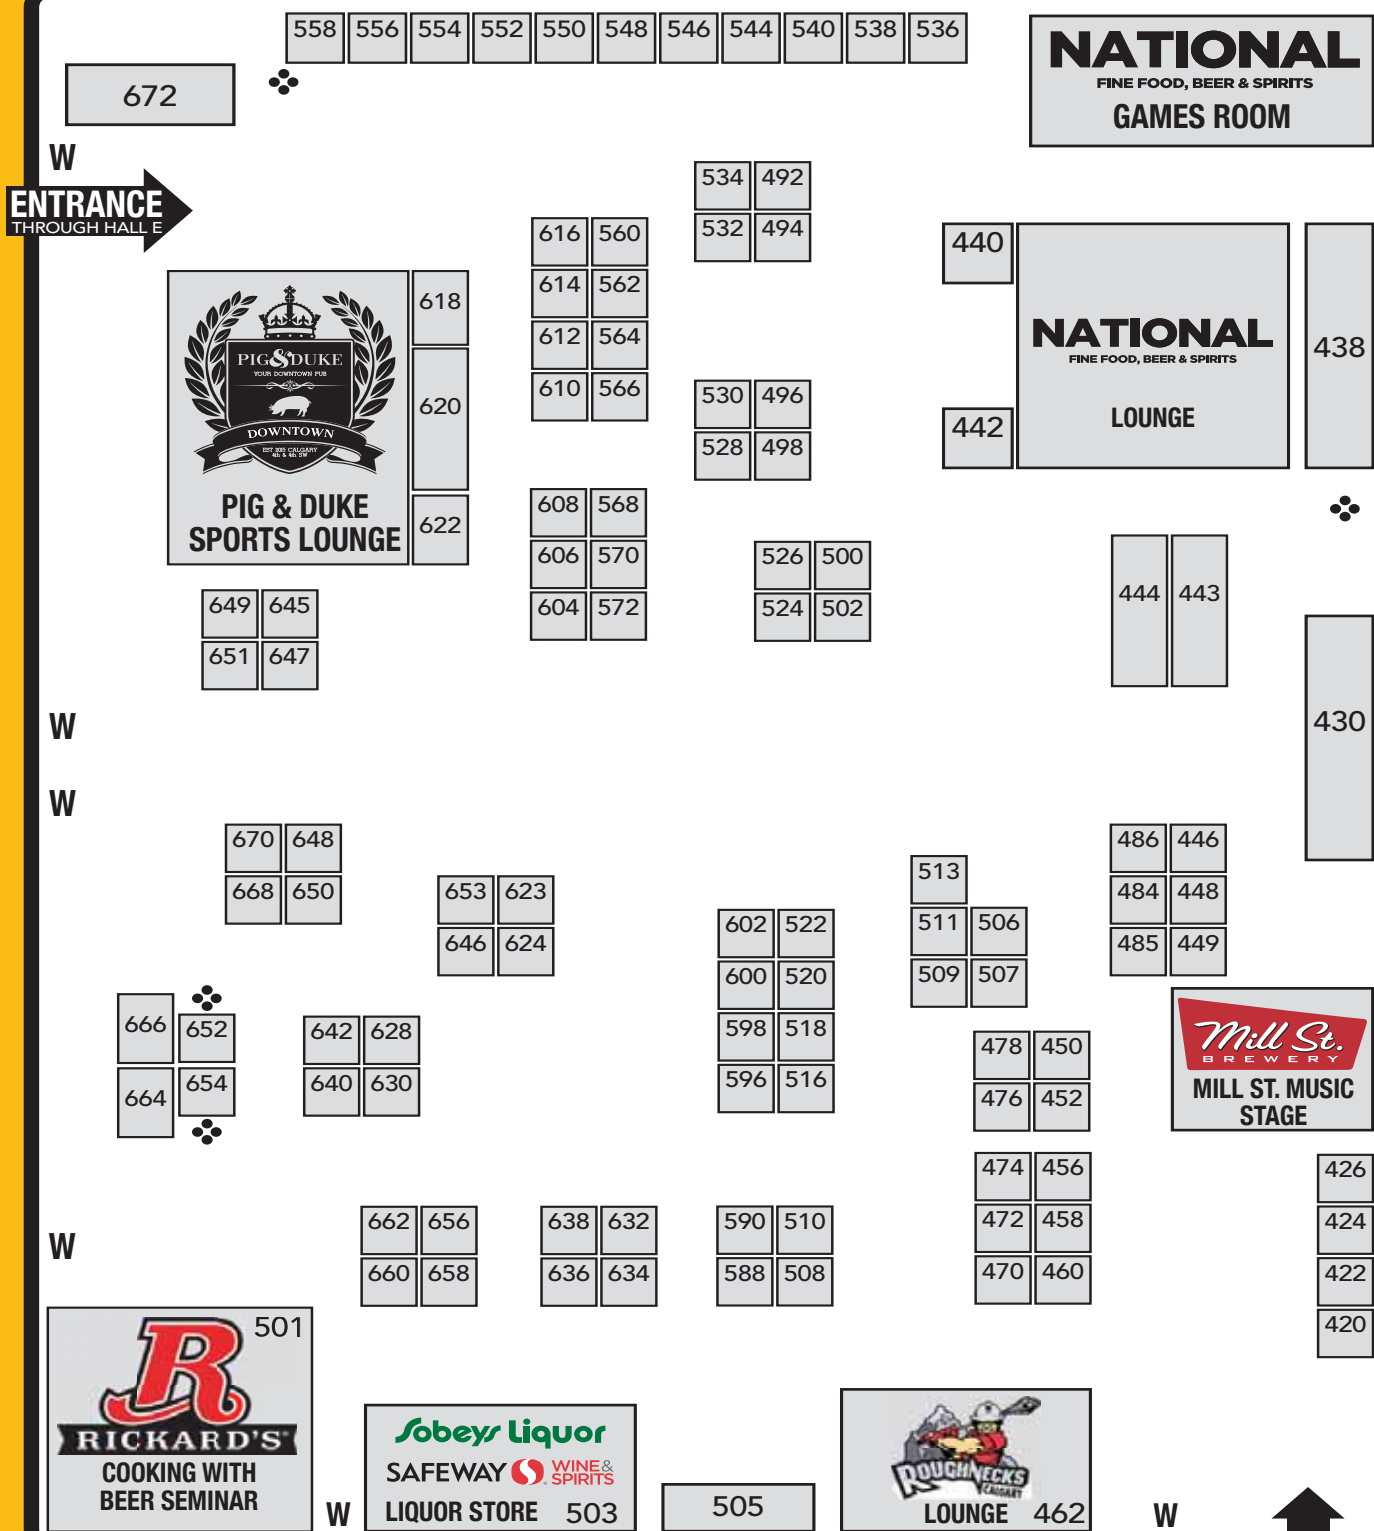 558 556 554 552 550 548 546 544 540 538 536
NATIONAL
FINE FOOD, BEER & SPIRITS
GAMES ROOM
672
W
ENTRANCE
THROUGH HALL E
534 492
532 494
616 560
614 562
612 564
610 566
440
442
NATIONAL
FINE FOOD, BEER & SPIRITS
LOUNGE
438
PIG & DUKE
YOUR DOWNTOWN PUB
DOWNTOWN
EST 2015 CALGARY
4th & 4th SW
PIG & DUKE
SPORTS LOUNGE
618
620
622
530 496
528 498
608 568
606 570
604 572
526 500
524 502
444 443
649 645
651 647
430
W
W
670 648
668 650
653 623
646 624
602 522
600 520
598 518
596 516
513
511 506
509 507
486 446
484 448
485 449
666 652
664 654
642 628
640 630
478 450
476 452
Mill St.
BREWERY
MILL ST. MUSIC
STAGE
474 456
472 458
470 460
426
424
422
420
W
662 656
660 658
638 632
636 634
590 510
588 508
501
R
RICKARD'S
COOKING WITH
BEER SEMINAR
W
Sobeys Liquor
SAFEWAY WINE &
SPIRITS
LIQUOR STORE 503
505
ROUGHNECKS
CALGARY
LOUNGE 462
W